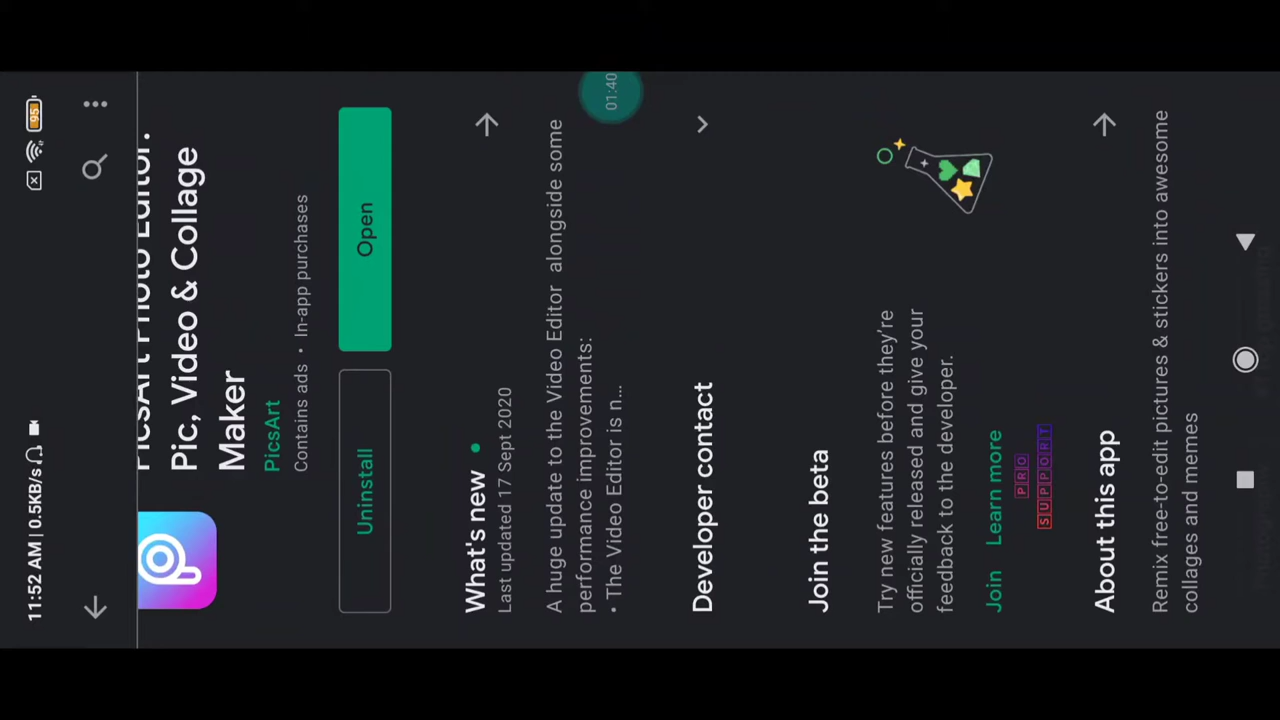 11:52 AM | 0.5KB/s
95
PicsArt Photo Editor:
Pic, Video & Collage
Maker
PicsArt
Contains ads • In-app purchases
Uninstall
Open
What's new
Last updated 17 Sept 2020
A huge update to the Video Editor alongside some
performance improvements:
• The Video Editor is n...
01:40
Developer contact
Join the beta
Try new features before they're
officially released and give your
feedback to the developer.
Join
Learn more
PRO
SUPPORT
About this app
Remix free-to-edit pictures & stickers into awesome
collages and memes